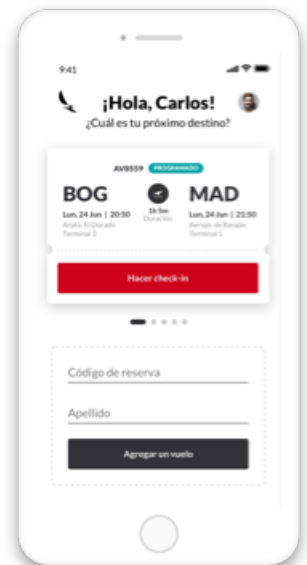 9:41
¡Hola, Carlos!
¿Cuál es tu próximo destino?
AV8559 PROGRAMADO
BOG MAD
Lun, 24 Jun | 20:50 1h 5m Lun, 24 Jun | 21:50
Arpto. El Dorado Duración Aeropt. de Barajas
Terminal 2 Terminal 1
Hacer check-in
Código de reserva
Apellido
Agregar un vuelo